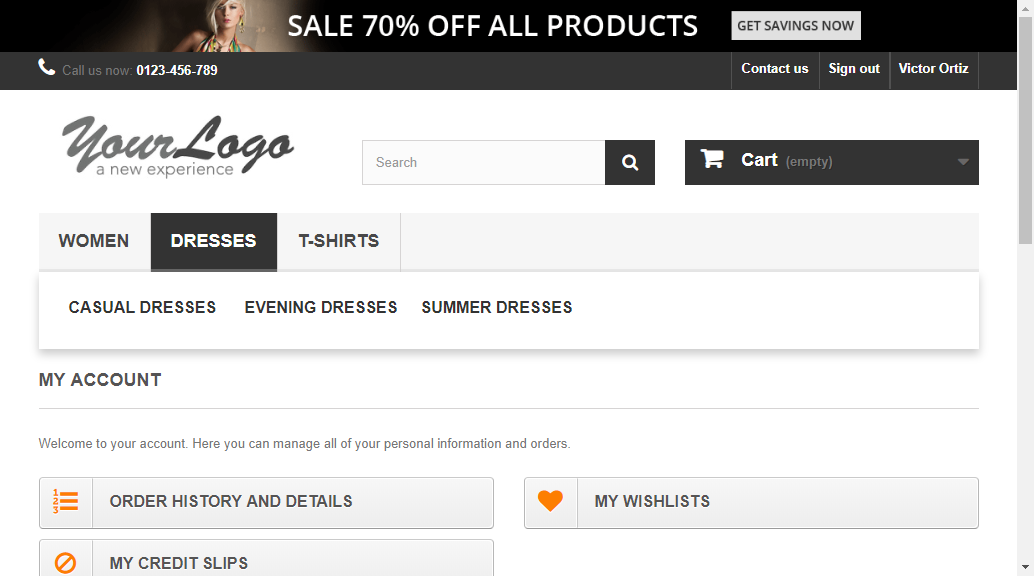 SALE 70% OFF ALL PRODUCTS GET SAVINGS NOW
Call us now: 0123-456-789 Contact us Sign out Victor Ortiz
YourLogo
a new experience
Search Cart (empty)
WOMEN DRESSES T-SHIRTS
CASUAL DRESSES EVENING DRESSES SUMMER DRESSES
MY ACCOUNT
Welcome to your account. Here you can manage all of your personal information and orders.
1
2
3
ORDER HISTORY AND DETAILS MY WISHLISTS
MY CREDIT SLIPS